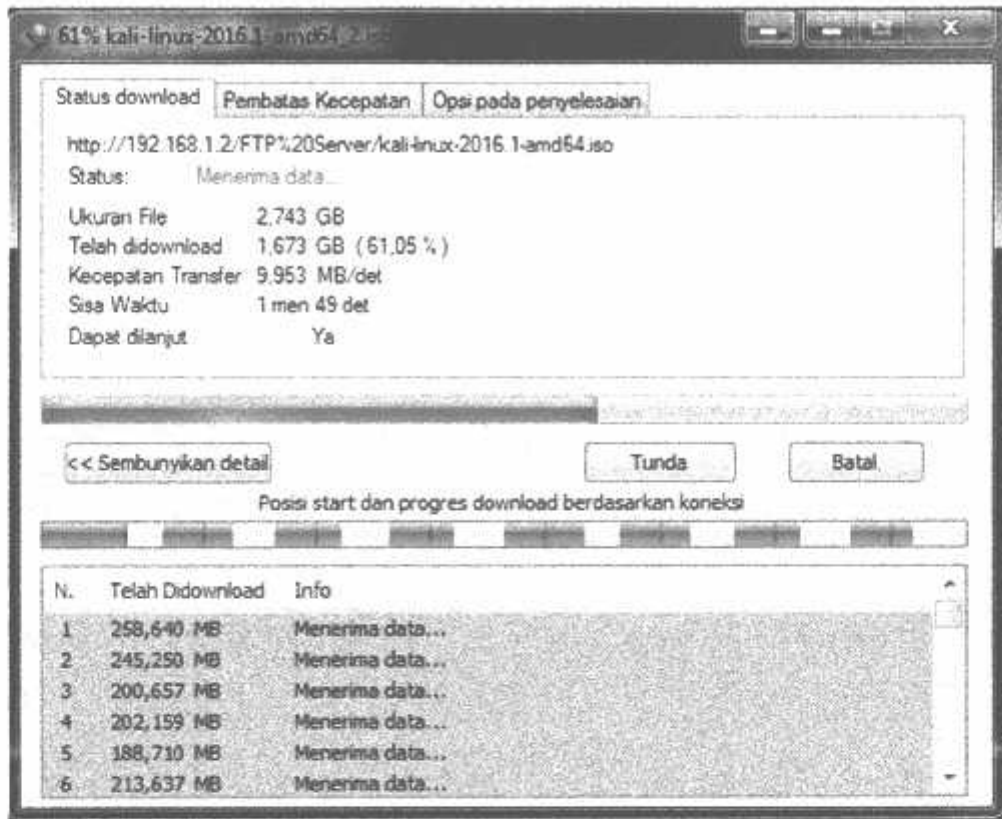 61% kali-linux-2016.1-amd64_2.iso
Status download Pembatas Kecepatan Opsi pada penyelesaian
http://192.168.1.2/FTP%20Server/kali-linux-2016.1-amd64.iso
Status: Menerima data...
Ukuran File 2,743 GB
Telah didownload 1,673 GB ( 61,05 % )
Kecepatan Transfer 9,953 MB/det
Sisa Waktu 1 men 49 det
Dapat dilanjut Ya
<< Sembunyikan detail Tunda Batal
Posisi start dan progres download berdasarkan koneksi
N. Telah Didownload Info
1 258,640 MB Menerima data...
2 245,250 MB Menerima data...
3 200,657 MB Menerima data...
4 202,159 MB Menerima data...
5 188,710 MB Menerima data...
6 213,637 MB Menerima data...